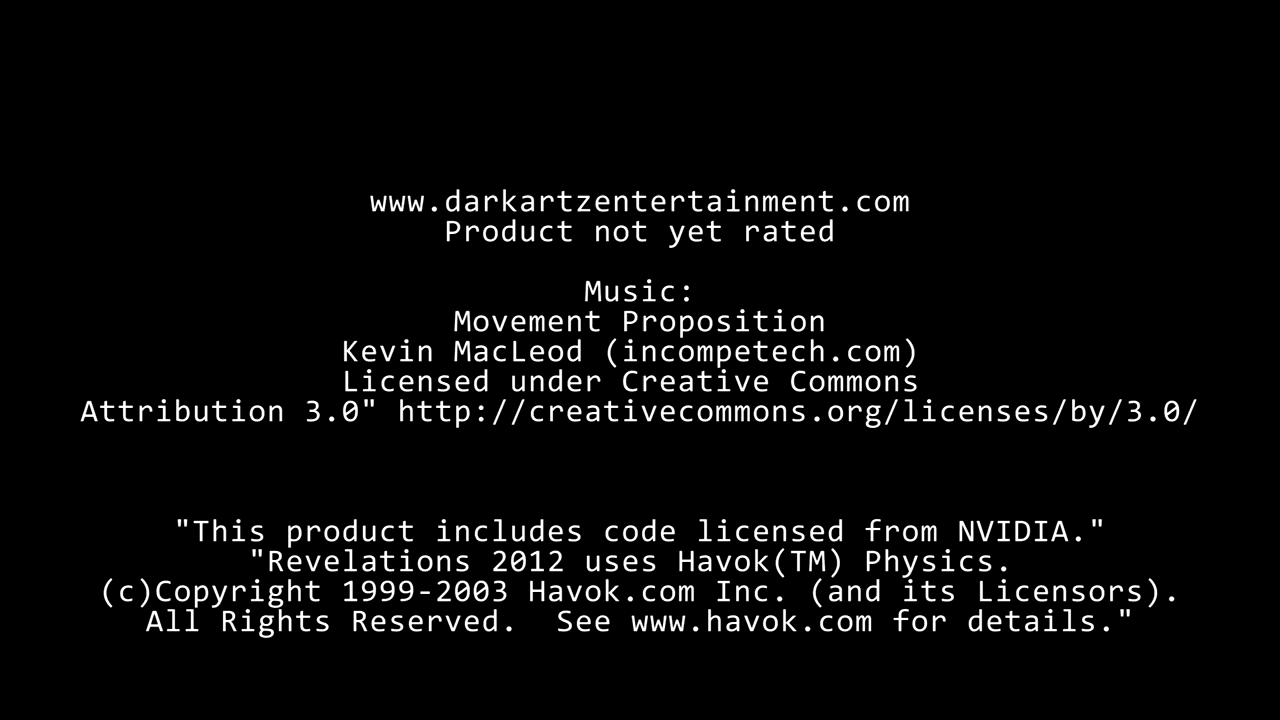 www.darkartzentertainment.com
Product not yet rated
Music:
Movement Proposition
Kevin MacLeod (incompetech.com)
Licensed under Creative Commons
Attribution 3.0" http://creativecommons.org/licenses/by/3.0/
"This product includes code licensed from NVIDIA."
"Revelations 2012 uses Havok(TM) Physics.
(c)Copyright 1999-2003 Havok.com Inc. (and its Licensors).
All Rights Reserved.  See www.havok.com for details."